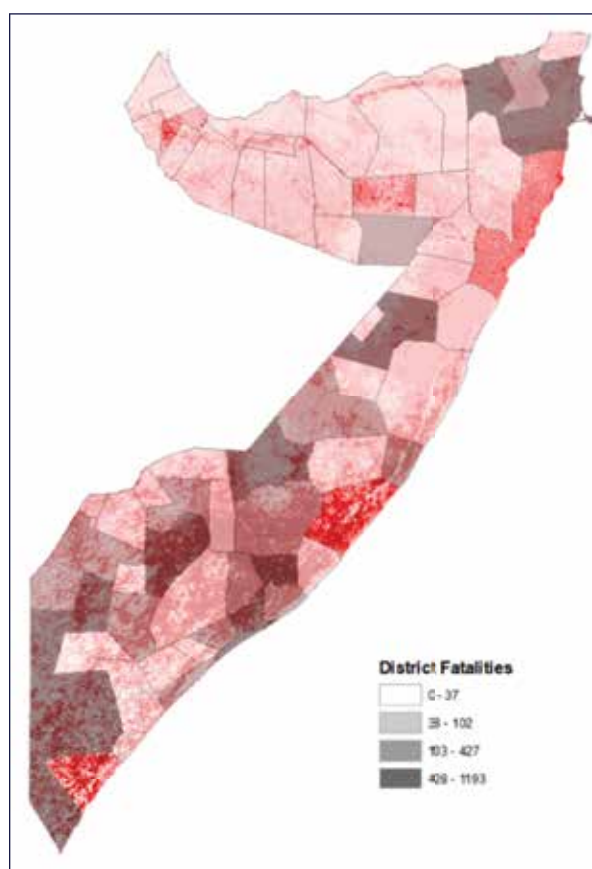 District Fatalities
0 - 37
38 - 102
103 - 427
428 - 1193